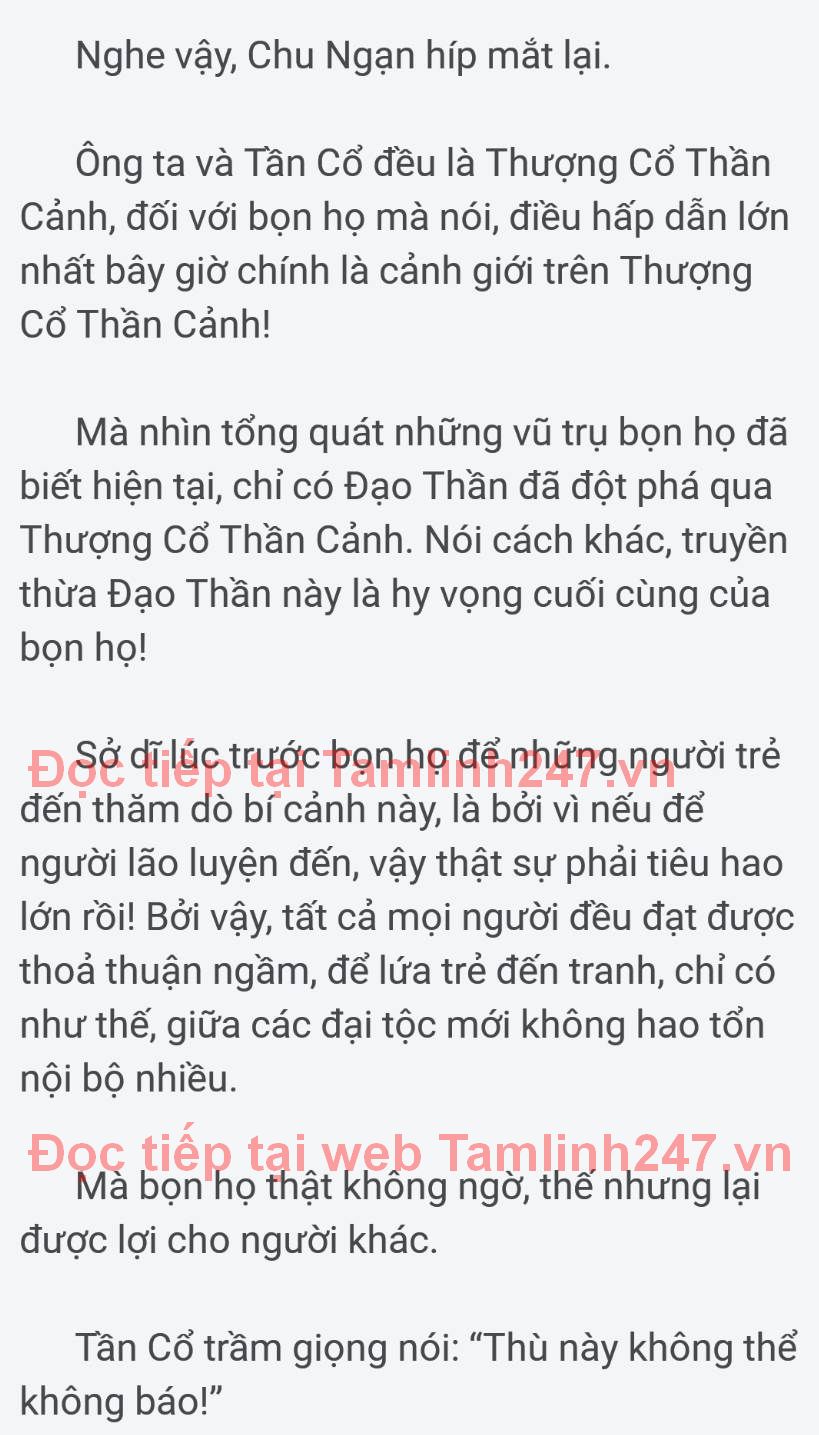 Nghe vậy, Chu Ngạn híp mắt lại.
Ông ta và Tần Cổ đều là Thượng Cổ Thần
Cảnh, đối với bọn họ mà nói, điều hấp dẫn lớn
nhất bây giờ chính là cảnh giới trên Thượng
Cổ Thần Cảnh!
Mà nhìn tổng quát những vũ trụ bọn họ đã
biết hiện tại, chỉ có Đạo Thần đã đột phá qua
Thượng Cổ Thần Cảnh. Nói cách khác, truyền
thừa Đạo Thần này là hy vọng cuối cùng của
bọn họ!
Sở dĩ lúc trước bọn họ để những người trẻ
Đọc tiếp tại Tamlinh247.vn
đến thăm dò bí cảnh này, là bởi vì nếu để
người lão luyện đến, vậy thật sự phải tiêu hao
lớn rồi! Bởi vậy, tất cả mọi người đều đạt được
thoả thuận ngầm, để lứa trẻ đến tranh, chỉ có
như thế, giữa các đại tộc mới không hao tổn
nội bộ nhiều.
Đọc tiếp tại web Tamlinh247.vn
Mà bọn họ thật không ngờ, thế nhưng lại
được lợi cho người khác.
Tần Cổ trầm giọng nói: “Thù này không thể
không báo!”